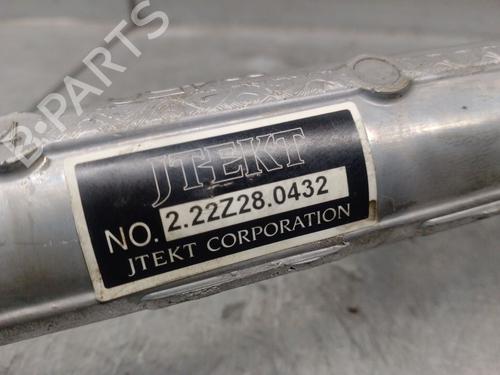 B-PARTS
JTEKT
NO. 2.22Z28.0432
JTEKT CORPORATION